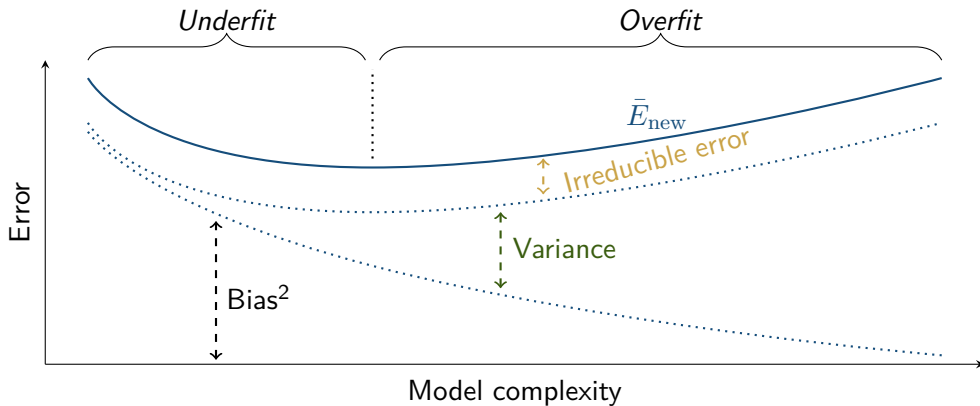 Underfit
Overfit
Ē_new
Irreducible error
Error
Variance
Bias²
Model complexity